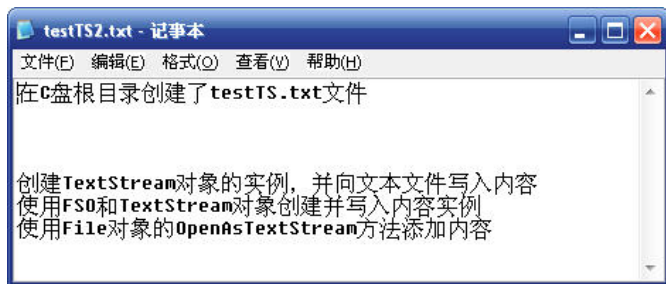 testTS2.txt - 记事本
文件(F) 编辑(E) 格式(O) 查看(V) 帮助(H)
在C盘根目录创建了testTS.txt文件
创建TextStream对象的实例，并向文本文件写入内容
使用FSO和TextStream对象创建并写入内容实例
使用File对象的OpenAsTextStream方法添加内容